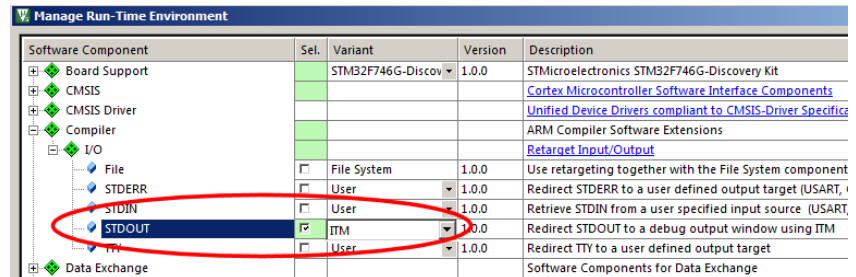 Manage Run-Time Environment
Software Component Sel. Variant Version Description
Board Support STM32F746G-Discov 1.0.0 STMicroelectronics STM32F746G-Discovery Kit
CMSIS Cortex Microcontroller Software Interface Components
CMSIS Driver Unified Device Drivers compliant to CMSIS-Driver Specifica
Compiler ARM Compiler Software Extensions
I/O Retarget Input/Output
File File System 1.0.0 Use retargeting together with the File System component
STDERR User 1.0.0 Redirect STDERR to a user defined output target (USART,
STDIN User 1.0.0 Retrieve STDIN from a user specified input source (USART,
STDOUT ITM 1.0.0 Redirect STDOUT to a debug output window using ITM
TTY User 1.0.0 Redirect TTY to a user defined output target
Data Exchange Software Components for Data Exchange